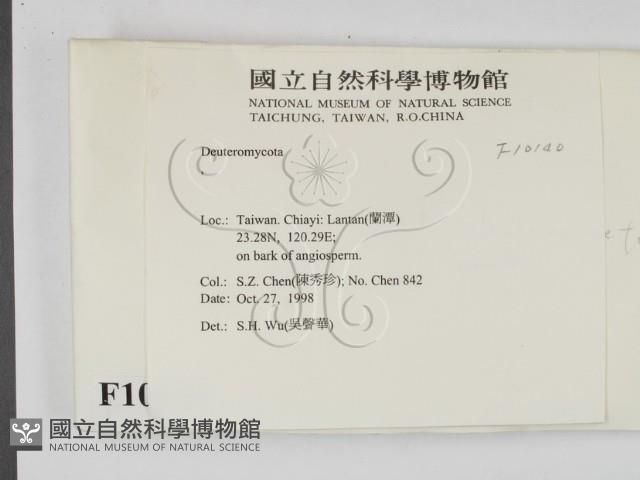 國立自然科學博物館
NATIONAL MUSEUM OF NATURAL SCIENCE
TAICHUNG, TAIWAN, R.O.CHINA
F10140
Deuteromycota
,
Loc.: Taiwan. Chiayi: Lantan(蘭潭)
23.28N, 120.29E;
on bark of angiosperm.
Col.: S.Z. Chen(陳秀珍); No. Chen 842
Date: Oct. 27, 1998
Det.: S.H. Wu(吳聲華)
F10
國立自然科學博物館
NATIONAL MUSEUM OF NATURAL SCIENCE